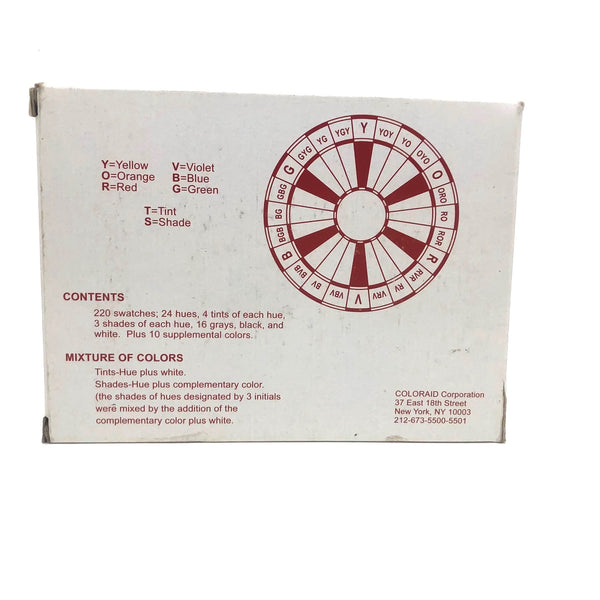 Y=Yellow V=Violet
O=Orange B=Blue
R=Red G=Green
T=Tint
S=Shade
Y
YOY
YO
OYO
O
ORO
RO
ROR
R
RVR
RV
VRV
V
VBV
BV
BVB
B
BGB
BG
GBG
G
GYG
YG
YGY
CONTENTS
220 swatches; 24 hues, 4 tints of each hue,
3 shades of each hue, 16 grays, black, and
white. Plus 10 supplemental colors.
MIXTURE OF COLORS
Tints-Hue plus white.
Shades-Hue plus complementary color.
(the shades of hues designated by 3 initials
were mixed by the addition of the
complementary color plus white.
COLORAID Corporation
37 East 18th Street
New York, NY 10003
212-673-5500-5501